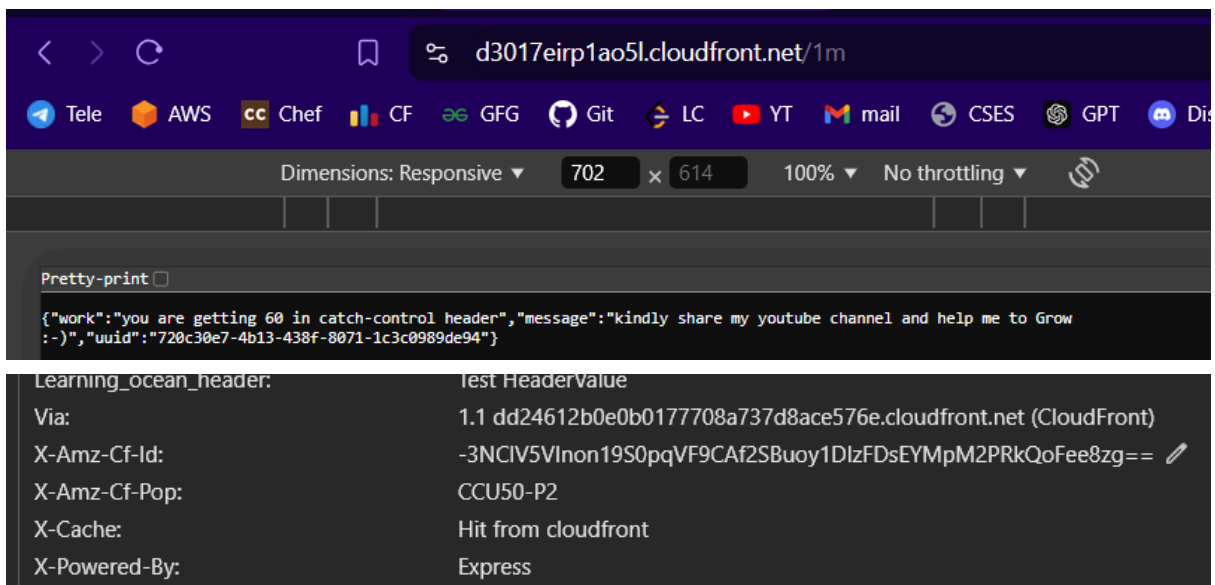 d3017eirp1ao5l.cloudfront.net/1m
Tele AWS cc Chef CF GFG Git LC YT mail CSES GPT Dis
Dimensions: Responsive ▼ 702 × 614 100% ▼ No throttling ▼
Pretty-print
{"work":"you are getting 60 in catch-control header","message":"kindly share my youtube channel and help me to Grow
:-)","uuid":"720c30e7-4b13-438f-8071-1c3c0989de94"}
Learning_ocean_header: Test HeaderValue
Via: 1.1 dd24612b0e0b0177708a737d8ace576e.cloudfront.net (CloudFront)
X-Amz-Cf-Id: -3NClV5VInon19S0pqVF9CAf2SBuoy1DIzFDsEYMpM2PRkQoFee8zg==
X-Amz-Cf-Pop: CCU50-P2
X-Cache: Hit from cloudfront
X-Powered-By: Express